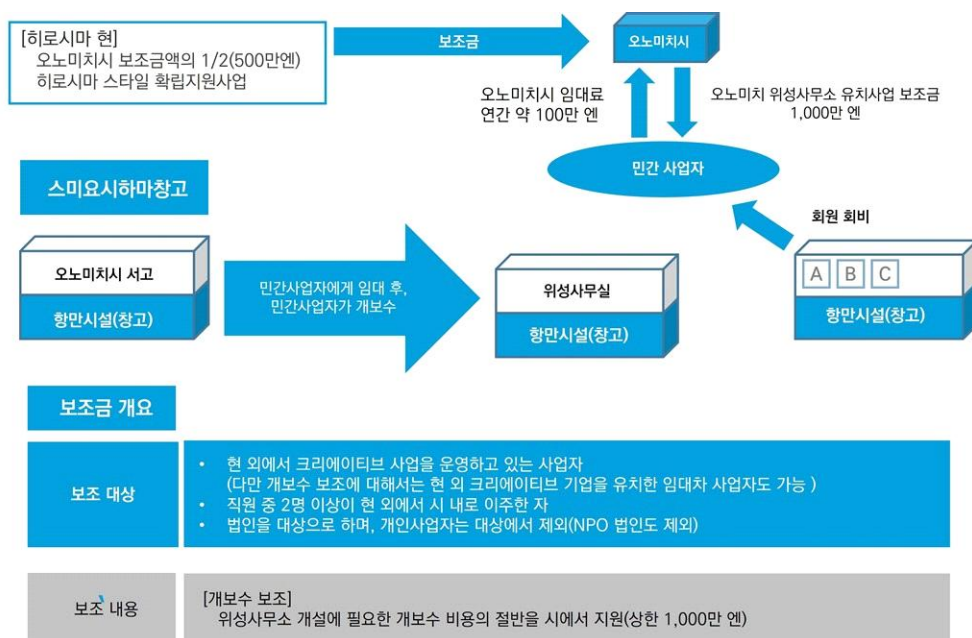 [히로시마 현]
오노미치시 보조금액의 1/2(500만엔)
히로시마 스타일 확립지원사업
보조금
오노미치시
오노미치시 임대료
연간 약 100만 엔
오노미치 위성사무소 유치사업 보조금
1,000만 엔
민간 사업자
스미요시하마창고
회원 회비
오노미치시 서고
항만시설(창고)
민간사업자에게 임대 후,
민간사업자가 개보수
위성사무실
항만시설(창고)
A B C
항만시설(창고)
보조금 개요
보조 대상
• 현 외에서 크리에이티브 사업을 운영하고 있는 사업자
(다만 개보수 보조에 대해서는 현 외 크리에이티브 기업을 유치한 임대차 사업자도 가능 )
• 직원 중 2명 이상이 현 외에서 시 내로 이주한 자
• 법인을 대상으로 하며, 개인사업자는 대상에서 제외(NPO 법인도 제외)
보조 내용
[개보수 보조]
위성사무소 개설에 필요한 개보수 비용의 절반을 시에서 지원(상한 1,000만 엔)